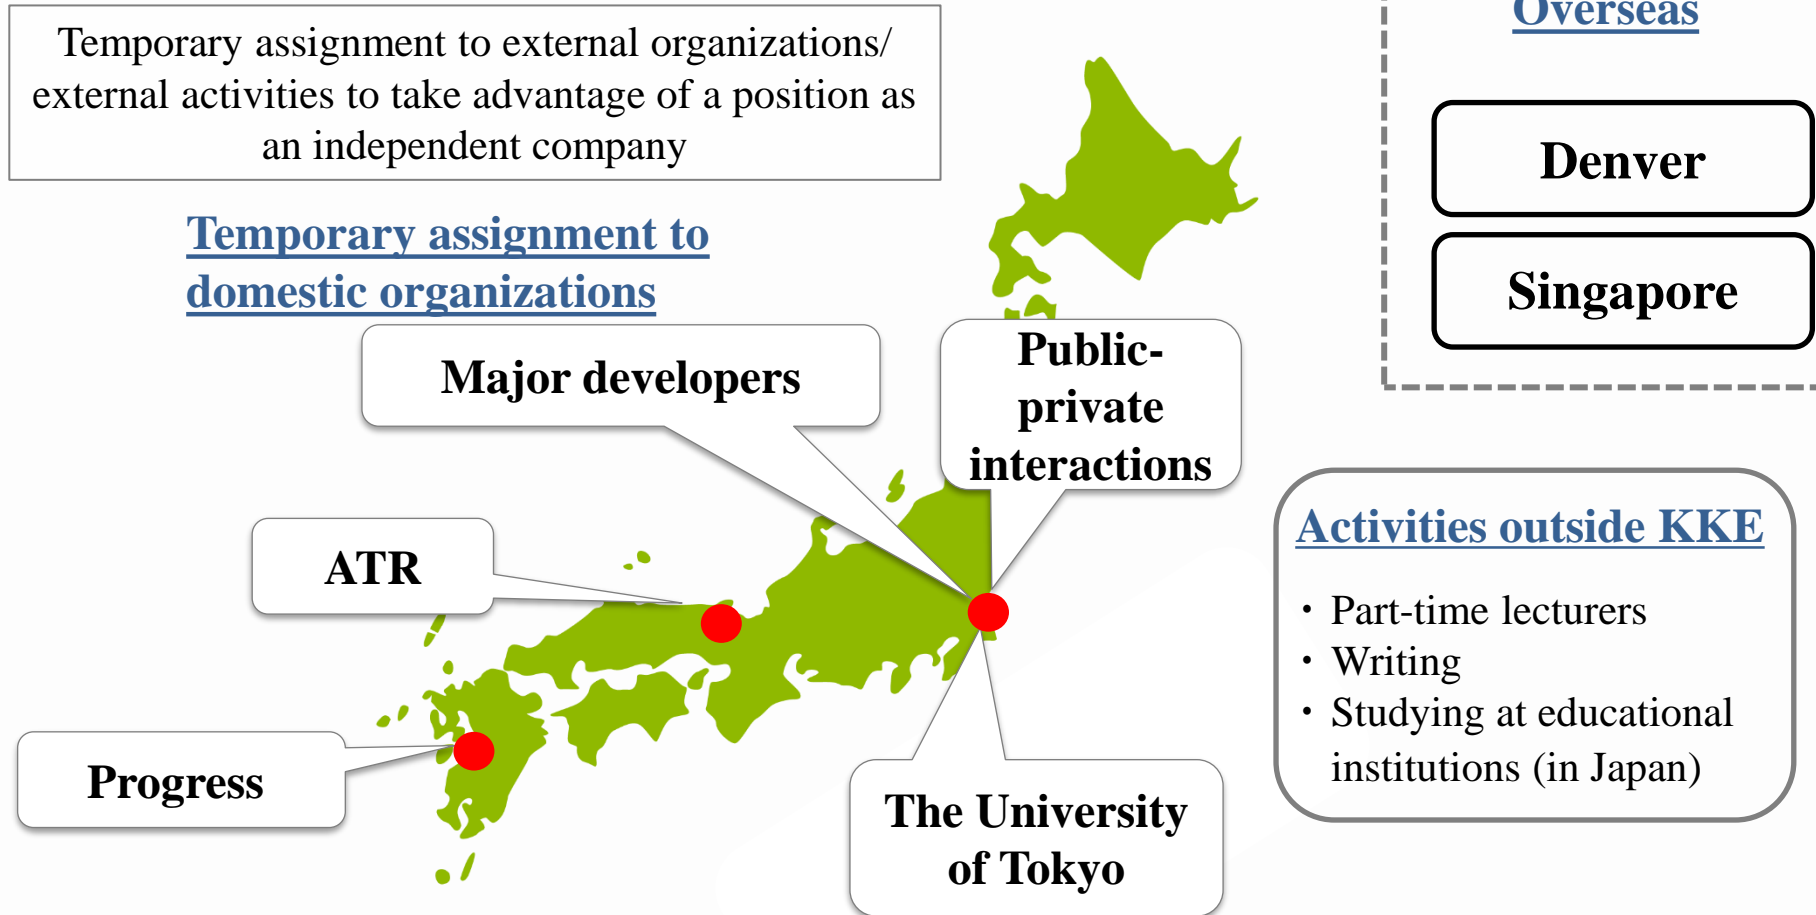 Temporary assignment to external organizations/
external activities to take advantage of a position as
an independent company
Temporary assignment to
domestic organizations
Major developers
Public-
private
interactions
ATR
Progress
The University
of Tokyo
Overseas
Denver
Singapore
Activities outside KKE
・Part-time lecturers
・Writing
・Studying at educational
institutions (in Japan)